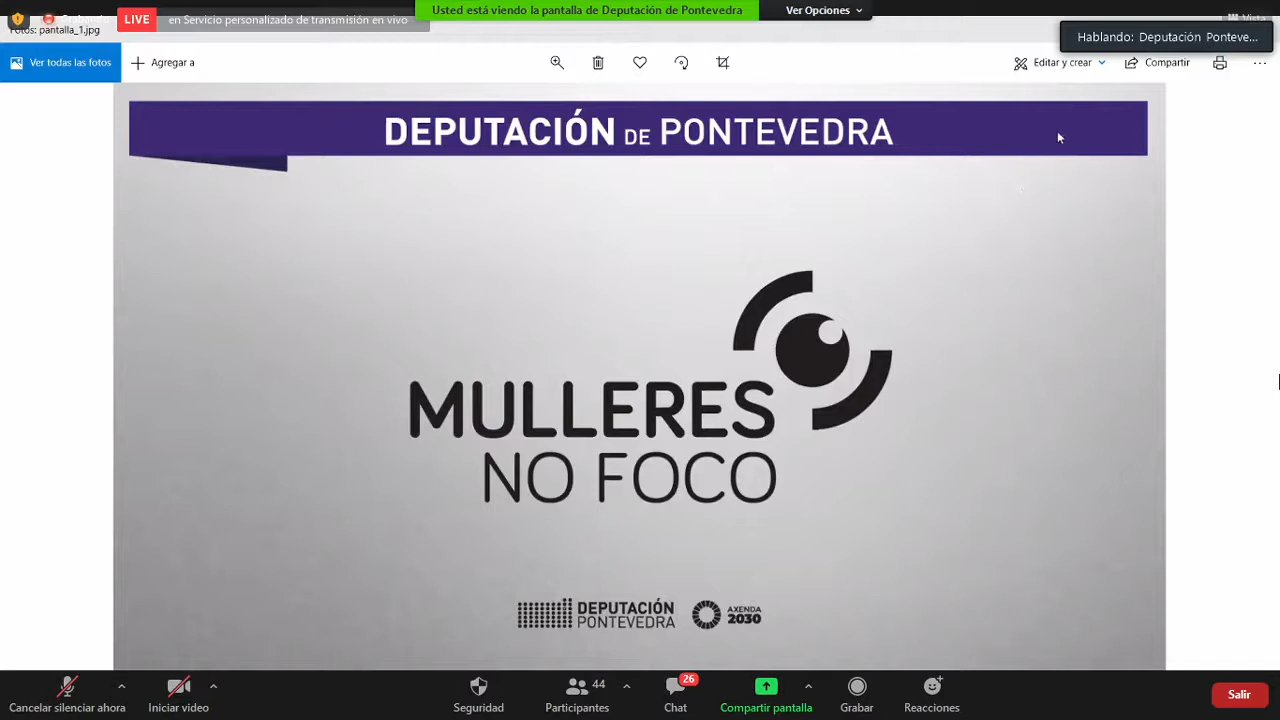 Usted está viendo la pantalla de Deputación de Pontevedra
Ver Opciones
LIVE
en Servicio personalizado de transmisión en vivo
Grabando
Vista
Fotos: pantalla_1.jpg
Hablando: Deputación Ponteve...
Ver todas las fotos
Agregar a
Editar y crear
Compartir
DEPUTACIÓN DE PONTEVEDRA
MULLERES
NO FOCO
DEPUTACIÓN
PONTEVEDRA
AXENDA
2030
Cancelar silenciar ahora
Iniciar video
Seguridad
44
Participantes
26
Chat
Compartir pantalla
Grabar
Reacciones
Salir